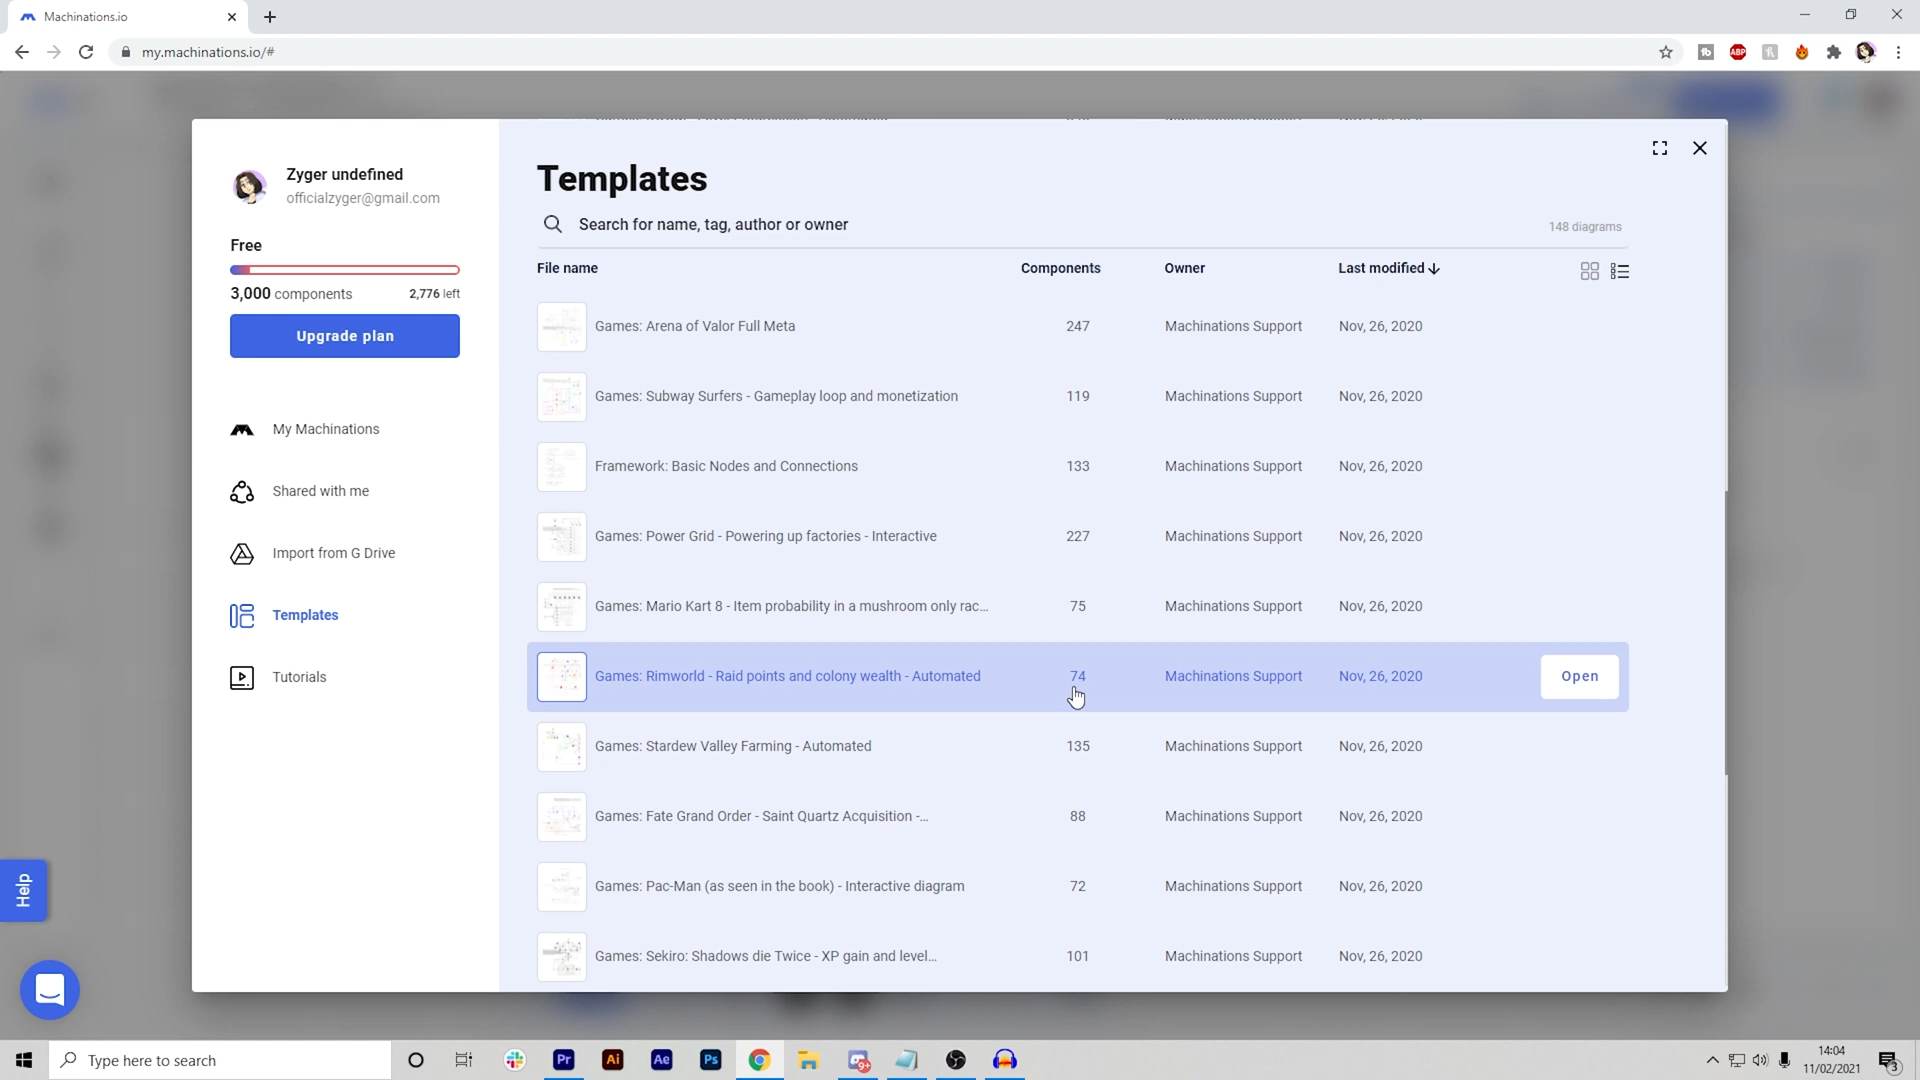 Machinations.io
my.machinations.io/#
ABP
Zyger undefined
officialzyger@gmail.com
Free
3,000 components
2,776 left
Upgrade plan
My Machinations
Shared with me
Import from G Drive
Templates
Tutorials
Help
Templates
Search for name, tag, author or owner
148 diagrams
File name Components Owner Last modified
Games: Arena of Valor Full Meta 247 Machinations Support Nov, 26, 2020
Games: Subway Surfers - Gameplay loop and monetization 119 Machinations Support Nov, 26, 2020
Framework: Basic Nodes and Connections 133 Machinations Support Nov, 26, 2020
Games: Power Grid - Powering up factories - Interactive 227 Machinations Support Nov, 26, 2020
Games: Mario Kart 8 - Item probability in a mushroom only rac... 75 Machinations Support Nov, 26, 2020
Games: Rimworld - Raid points and colony wealth - Automated 74 Machinations Support Nov, 26, 2020 Open
Games: Stardew Valley Farming - Automated 135 Machinations Support Nov, 26, 2020
Games: Fate Grand Order - Saint Quartz Acquisition -... 88 Machinations Support Nov, 26, 2020
Games: Pac-Man (as seen in the book) - Interactive diagram 72 Machinations Support Nov, 26, 2020
Games: Sekiro: Shadows die Twice - XP gain and level... 101 Machinations Support Nov, 26, 2020
Type here to search
Pr Ai Ae Ps
9+
14:04
11/02/2021
3